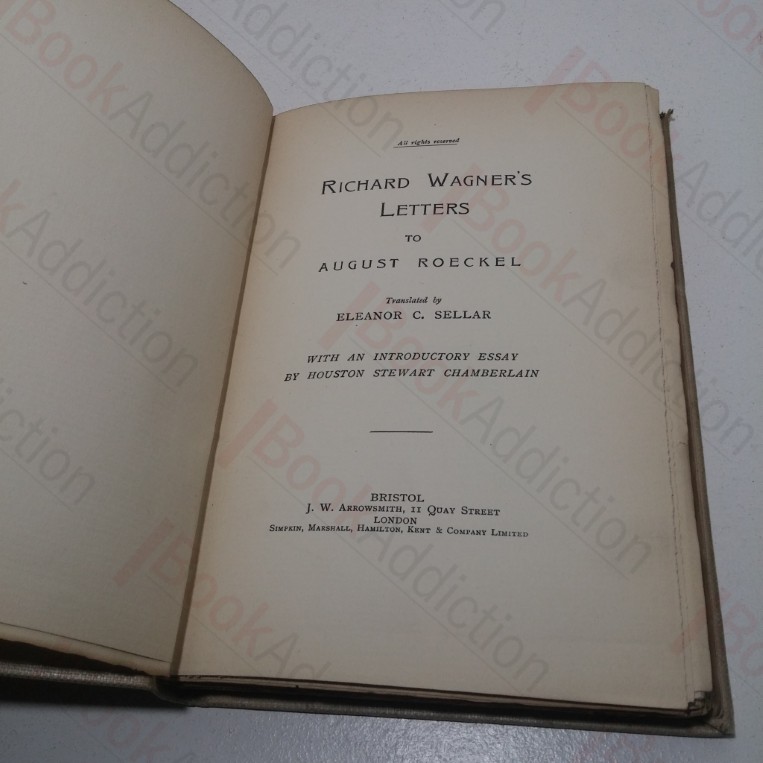 All rights reserved
RICHARD WAGNER'S
LETTERS
TO
AUGUST ROECKEL
Translated by
ELEANOR C. SELLAR
WITH AN INTRODUCTORY ESSAY
BY HOUSTON STEWART CHAMBERLAIN
BRISTOL
J. W. ARROWSMITH, 11 QUAY STREET
LONDON
SIMPKIN, MARSHALL, HAMILTON, KENT & COMPANY LIMITED
BookAddiction